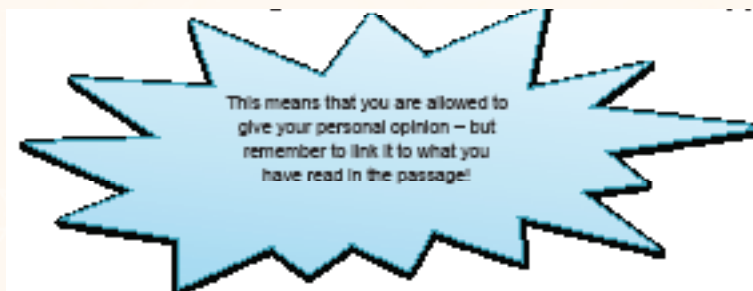 This means that you are allowed to
give your personal opinion – but
remember to link it to what you
have read in the passage!